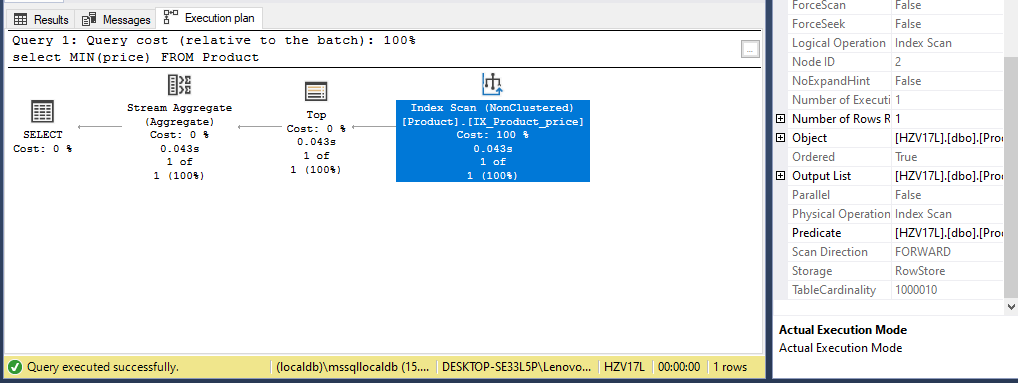 Results Messages Execution plan
Query 1: Query cost (relative to the batch): 100%
select MIN(price) FROM Product
...
SELECT
Cost: 0 %
Stream Aggregate
(Aggregate)
Cost: 0 %
0.043s
1 of
1 (100%)
Top
Cost: 0 %
0.043s
1 of
1 (100%)
Index Scan (NonClustered)
[Product].[IX_Product_price]
Cost: 100 %
0.043s
1 of
1 (100%)
Query executed successfully. (localdb)\mssqllocaldb (15.... DESKTOP-SE33L5P\Lenovo... HZV17L 00:00:00 1 rows
ForceScan False
ForceSeek False
Logical Operation Index Scan
Node ID 2
NoExpandHint False
Number of Executi 1
Number of Rows R 1
Object [HZV17L].[dbo].[Pro
Ordered True
Output List [HZV17L].[dbo].[Pro
Parallel False
Physical Operation Index Scan
Predicate [HZV17L].[dbo].[Pro
Scan Direction FORWARD
Storage RowStore
TableCardinality 1000010
Actual Execution Mode
Actual Execution Mode